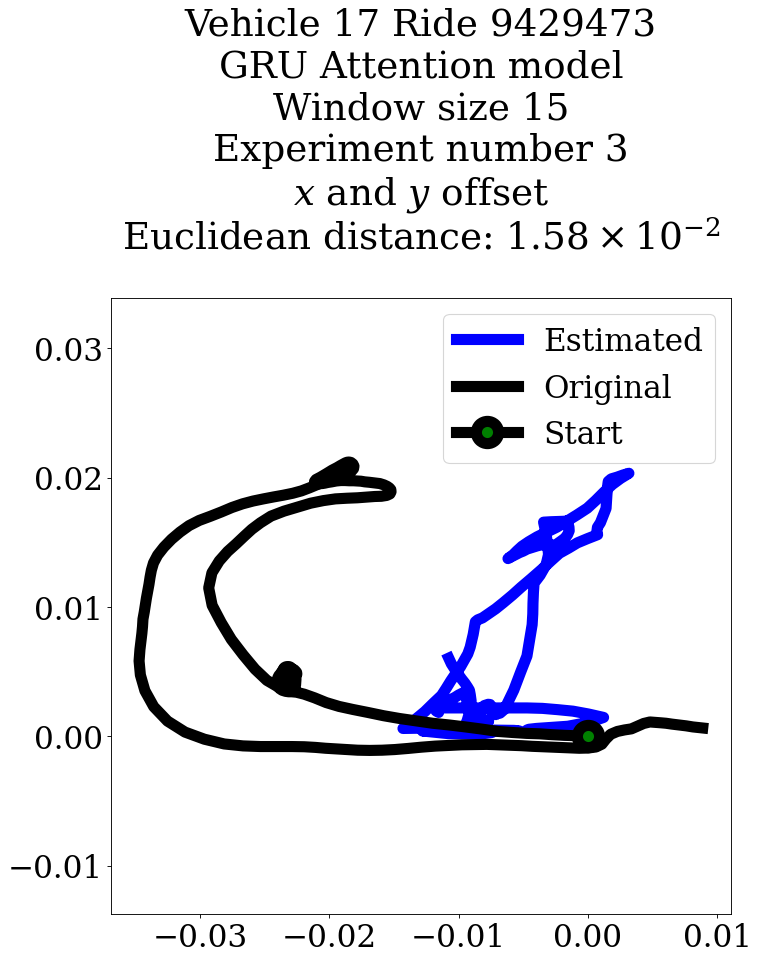 Vehicle 17 Ride 9429473
GRU Attention model
Window size 15
Experiment number 3
x and y offset
Euclidean distance: 1.58 × 10⁻²
Estimated
Original
Start
0.03
0.02
0.01
0.00
−0.01
−0.03
−0.02
−0.01
0.00
0.01